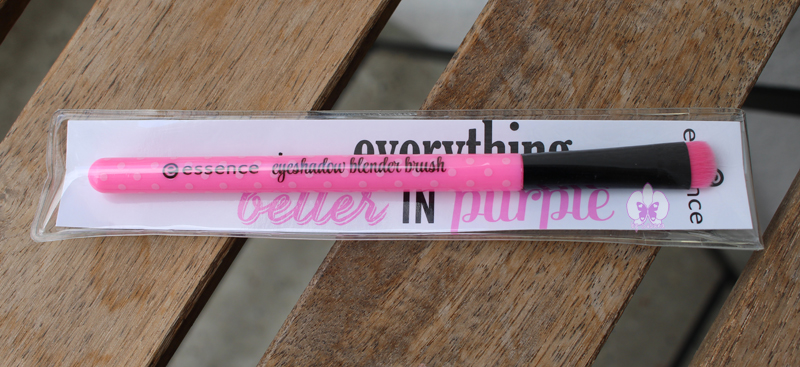 everything
essence eyeshadow blender brush
better IN purple
essence